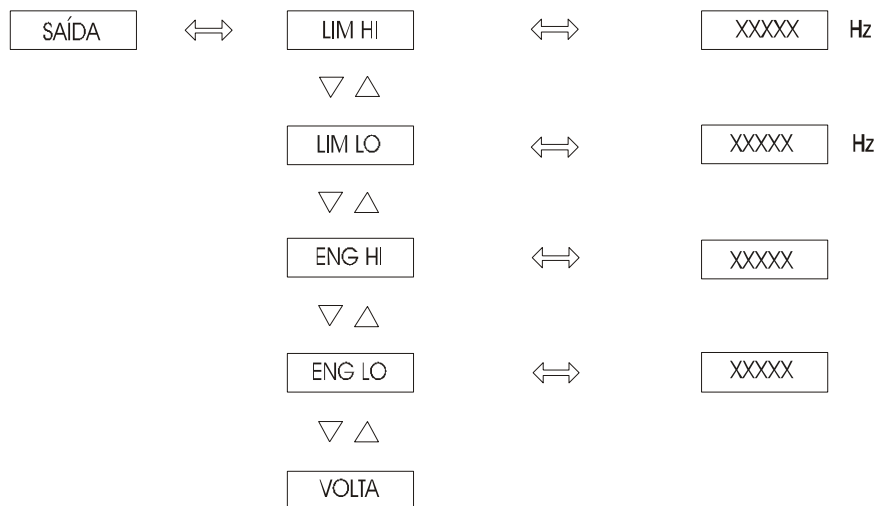 SAÍDA LIM HI XXXXX Hz
LIM LO XXXXX Hz
ENG HI XXXXX
ENG LO XXXXX
VOLTA